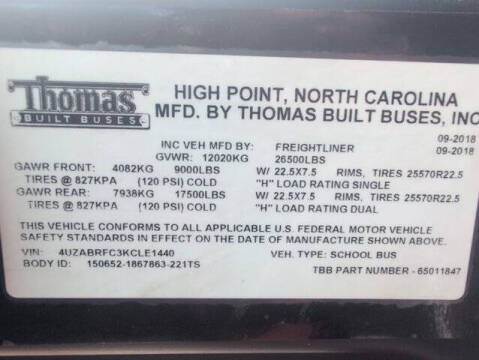 Thomas
BUILT BUSES
HIGH POINT, NORTH CAROLINA
MFD. BY THOMAS BUILT BUSES, INC
09-2018
INC VEH MFD BY: FREIGHTLINER 09-2018
GVWR: 12020KG 26500LBS
GAWR FRONT: 4082KG 9000LBS W/ 22.5X7.5 RIMS, TIRES 25570R22.5
TIRES @ 827KPA (120 PSI) COLD "H" LOAD RATING SINGLE
GAWR REAR: 7938KG 17500LBS W/ 22.5X7.5 RIMS, TIRES 25570R22.5
TIRES @ 827KPA (120 PSI) COLD "H" LOAD RATING DUAL
THIS VEHICLE CONFORMS TO ALL APPLICABLE U.S. FEDERAL MOTOR VEHICLE
SAFETY STANDARDS IN EFFECT ON THE DATE OF MANUFACTURE SHOWN ABOVE.
VIN: 4UZABRFC3KCLE1440 VEH. TYPE: SCHOOL BUS
BODY ID: 150652-1867863-221TS TBB PART NUMBER - 65011847